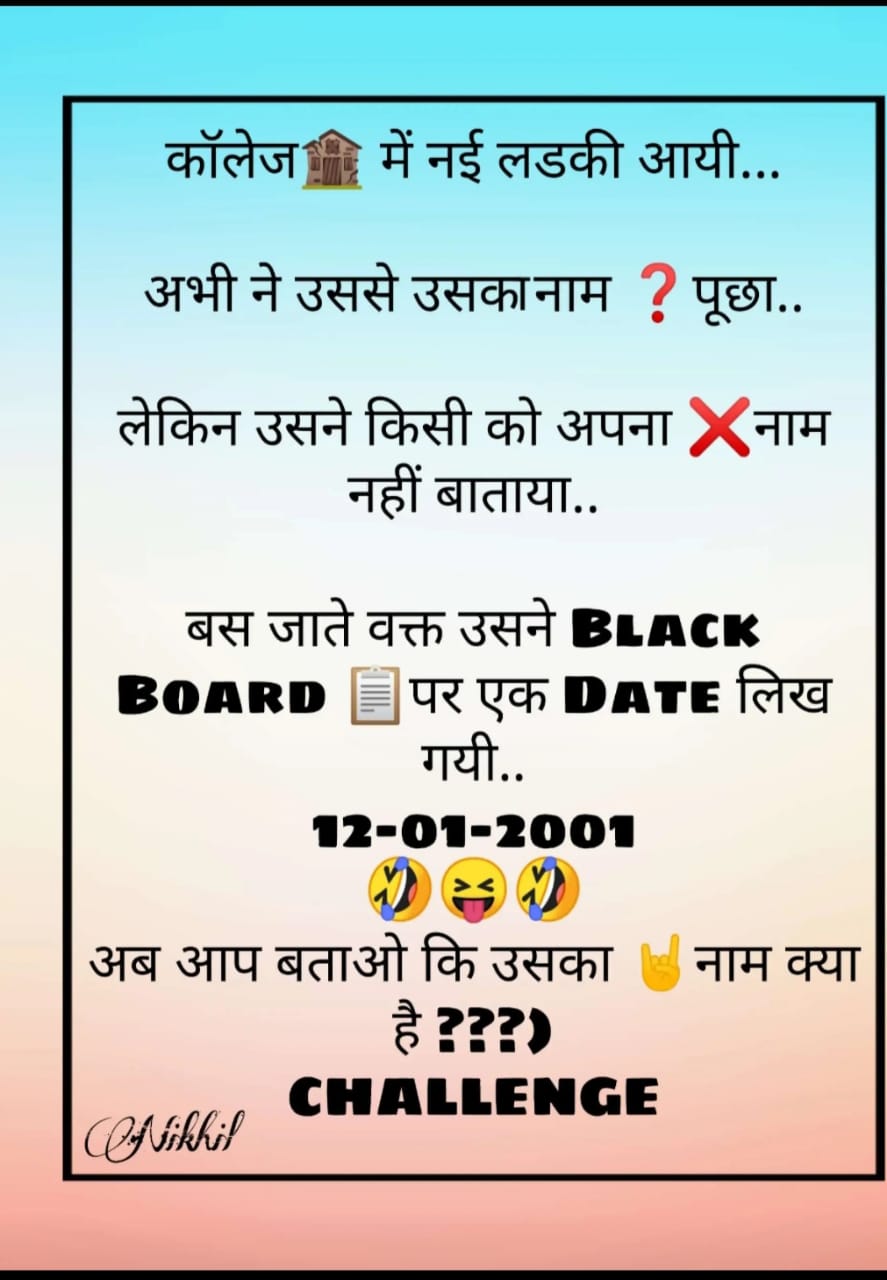 कॉलेज🏚 में नई लडकी आयी...
अभी ने उससे उसका नाम ❓पूछा..
लेकिन उसने किसी को अपना ❌नाम
नहीं बाताया..
बस जाते वक्त उसने BLACK
BOARD 📋पर एक DATE लिख
गयी..
12-01-2001
🤣😝🤣
अब आप बताओ कि उसका 🤘नाम क्या
है ???)
CHALLENGE
Nikhil